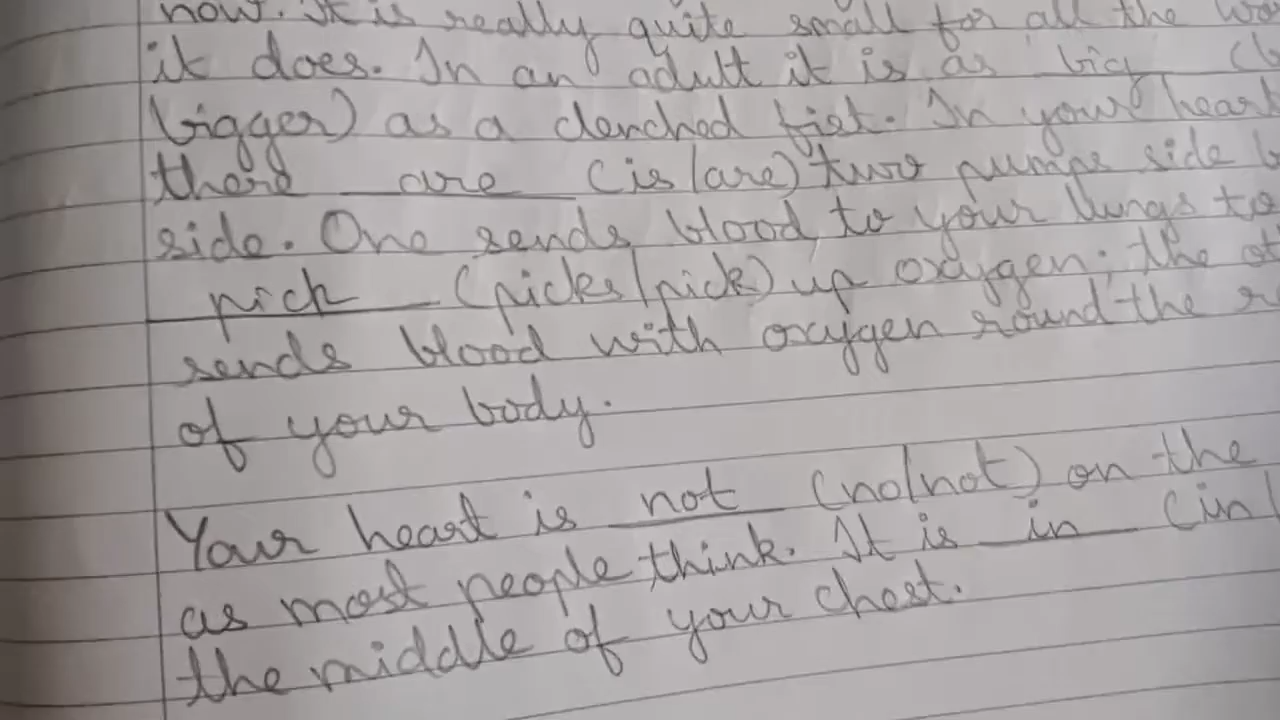 now. It is really quite small for all the
it does. In an adult it is as big (
bigger) as a clenched fist. In your heart
there are (is/are) two pumps side
side. One sends blood to your lungs to
pick (picks/pick) up oxygen; the
sends blood with oxygen round the
of your body.
Your heart is not (no/not) on the
as most people think. It is in (in/
the middle of your chest.